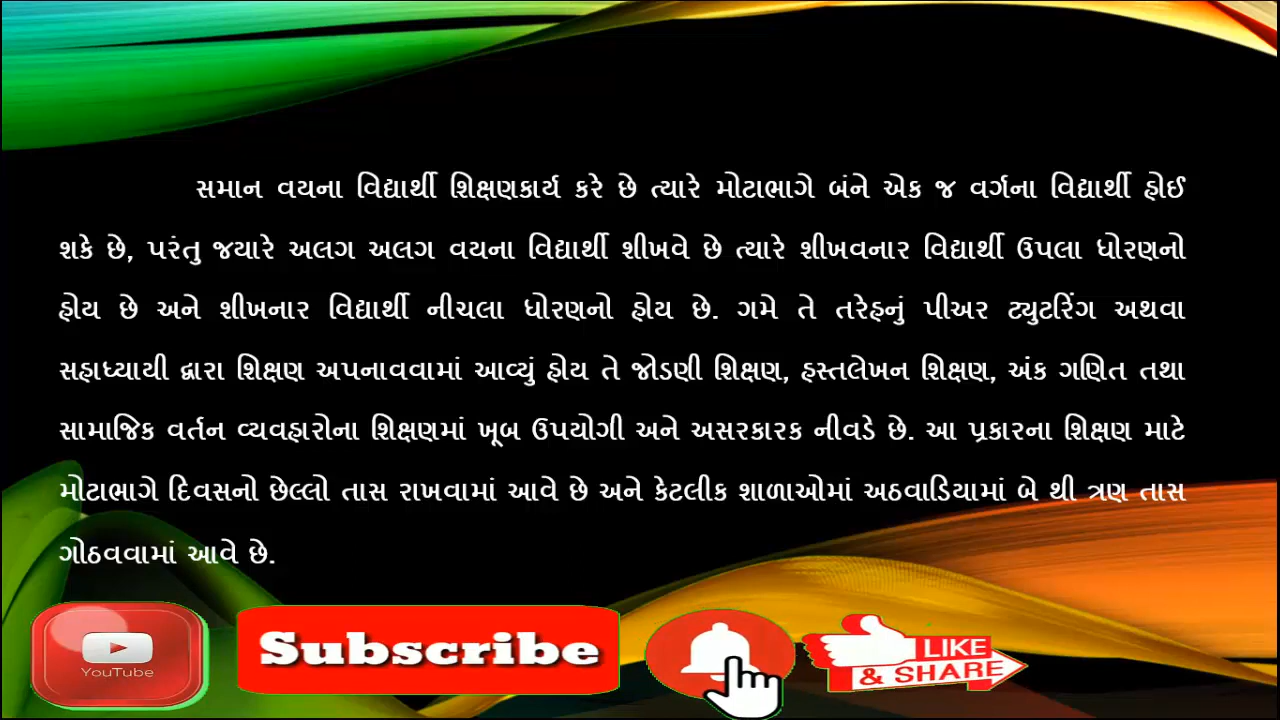 સમાન વયના વિદ્યાર્થી શિક્ષણકાર્ય કરે છે ત્યારે મોટાભાગે બંને એક જ વર્ગના વિદ્યાર્થી હોઈ
શકે છે, પરંતુ જયારે અલગ અલગ વયના વિદ્યાર્થી શીખવે છે ત્યારે શીખવનાર વિદ્યાર્થી ઉપલા ધોરણનો
હોય છે અને શીખનાર વિદ્યાર્થી નીચલા ધોરણનો હોય છે. ગમે તે તરેહનું પીઅર ટ્યુટરિંગ અથવા
સહાધ્યાયી દ્વારા શિક્ષણ અપનાવવામાં આવ્યું હોય તે જોડણી શિક્ષણ, હસ્તલેખન શિક્ષણ, અંક ગણિત તથા
સામાજિક વર્તન વ્યવહારોના શિક્ષણમાં ખૂબ ઉપયોગી અને અસરકારક નીવડે છે. આ પ્રકારના શિક્ષણ માટે
મોટાભાગે દિવસનો છેલ્લો તાસ રાખવામાં આવે છે અને કેટલીક શાળાઓમાં અઠવાડિયામાં બે થી ત્રણ તાસ
ગોઠવવામાં આવે છે.
YouTube
Subscribe
LIKE
& SHARE